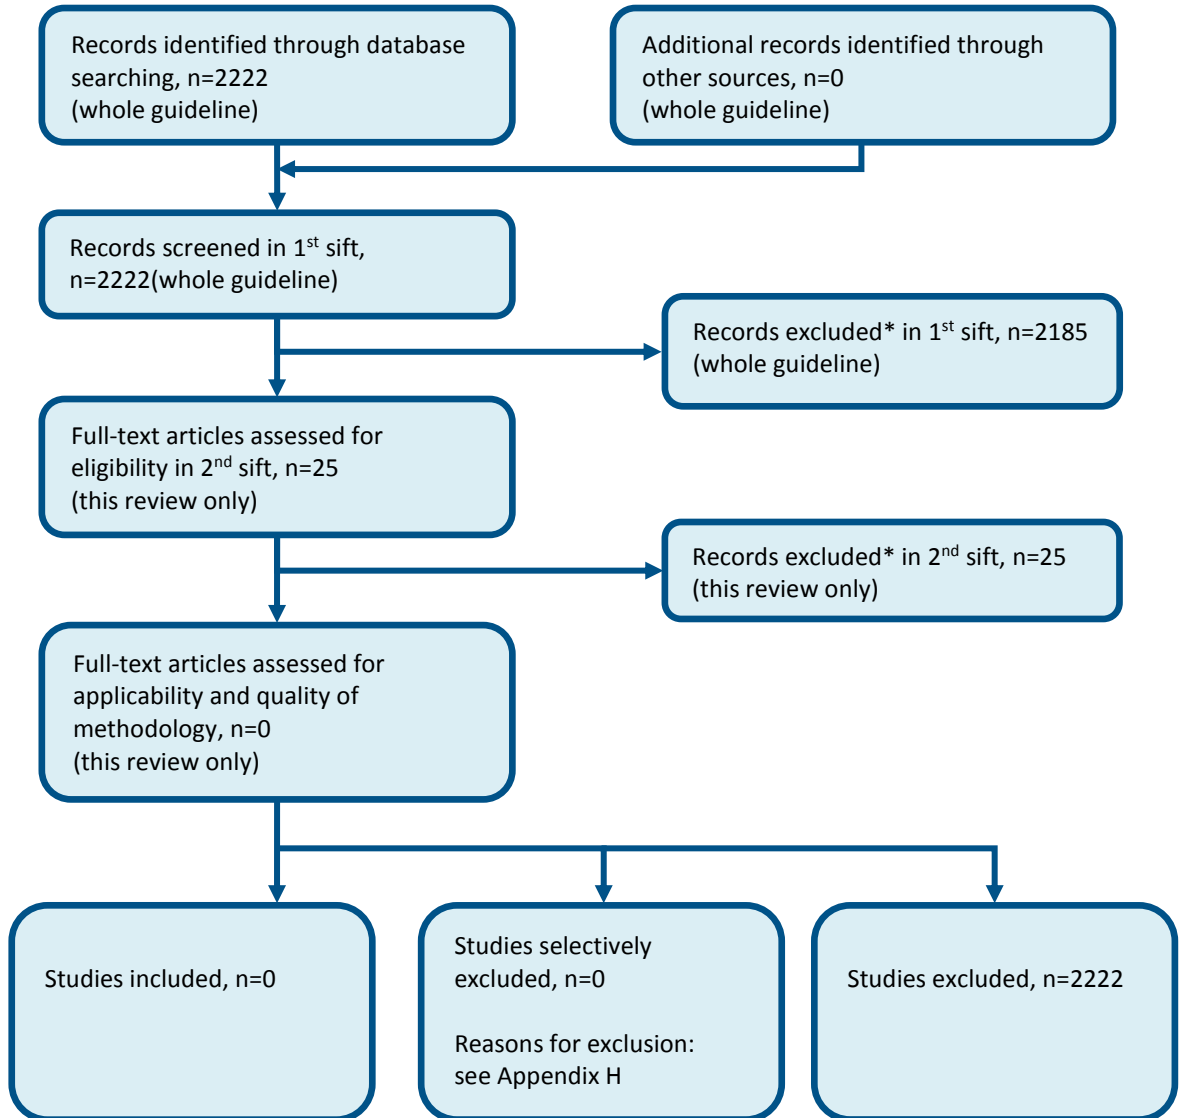 Records identified through database
searching, n=2222
(whole guideline)
Additional records identified through
other sources, n=0
(whole guideline)
Records screened in 1st sift,
n=2222(whole guideline)
Records excluded* in 1st sift, n=2185
(whole guideline)
Full-text articles assessed for
eligibility in 2nd sift, n=25
(this review only)
Records excluded* in 2nd sift, n=25
(this review only)
Full-text articles assessed for
applicability and quality of
methodology, n=0
(this review only)
Studies included, n=0
Studies selectively
excluded, n=0
Reasons for exclusion:
see Appendix H
Studies excluded, n=2222